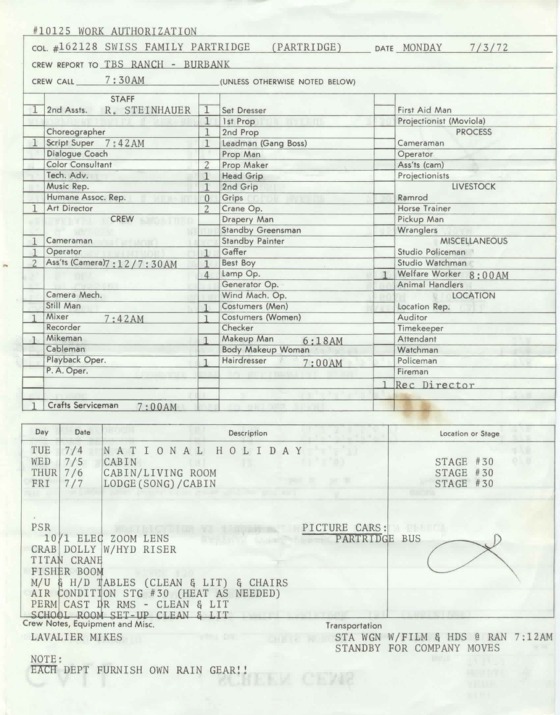 #10125 WORK AUTHORIZATION
COL. #162128 SWISS FAMILY PARTRIDGE (PARTRIDGE) DATE MONDAY 7/3/72
CREW REPORT TO TBS RANCH - BURBANK
CREW CALL 7:30AM (UNLESS OTHERWISE NOTED BELOW)
STAFF
1 2nd Assts. R. STEINHAUER
Choreographer
1 Script Super 7:42AM
Dialogue Coach
Color Consultant
Tech. Adv.
Music Rep.
Humane Assoc. Rep.
1 Art Director
CREW
1 Cameraman
1 Operator
2 Ass'ts (Camera) 7:12/7:30AM
Camera Mech.
Still Man
1 Mixer 7:42AM
Recorder
1 Mikeman
Cableman
Playback Oper.
P. A. Oper.
1 Crafts Serviceman 7:00AM
1 Set Dresser
1 1st Prop
1 2nd Prop
1 Leadman (Gang Boss)
Prop Man
2 Prop Maker
1 Head Grip
1 2nd Grip
0 Grips
2 Crane Op.
Drapery Man
Standby Greensman
Standby Painter
1 Gaffer
1 Best Boy
4 Lamp Op.
Generator Op.
Wind Mach. Op.
1 Costumers (Men)
1 Costumers (Women)
Checker
1 Makeup Man 6:18AM
Body Makeup Woman
1 Hairdresser 7:00AM
First Aid Man
Projectionist (Moviola)
PROCESS
Cameraman
Operator
Ass'ts (cam)
Projectionists
LIVESTOCK
Ramrod
Horse Trainer
Pickup Man
Wranglers
MISCELLANEOUS
Studio Policeman
Studio Watchman
1 Welfare Worker 8:00AM
Animal Handlers
LOCATION
Location Rep.
Auditor
Timekeeper
Attendant
Watchman
Policeman
Fireman
1 Rec Director
Day Date Description Location or Stage
TUE 7/4 N A T I O N A L H O L I D A Y
WED 7/5 CABIN STAGE #30
THUR 7/6 CABIN/LIVING ROOM STAGE #30
FRI 7/7 LODGE(SONG)/CABIN STAGE #30
PSR
10/1 ELEC ZOOM LENS
CRAB DOLLY W/HYD RISER
TITAN CRANE
FISHER BOOM
M/U & H/D TABLES (CLEAN & LIT) & CHAIRS
AIR CONDITION STG #30 (HEAT AS NEEDED)
PERM CAST DR RMS - CLEAN & LIT
SCHOOL ROOM SET-UP CLEAN & LIT
PICTURE CARS:
PARTRIDGE BUS
Crew Notes, Equipment and Misc.
LAVALIER MIKES
NOTE:
EACH DEPT FURNISH OWN RAIN GEAR!!
Transportation
STA WGN W/FILM & HDS @ RAN 7:12AM
STANDBY FOR COMPANY MOVES
SCREEN GEMS